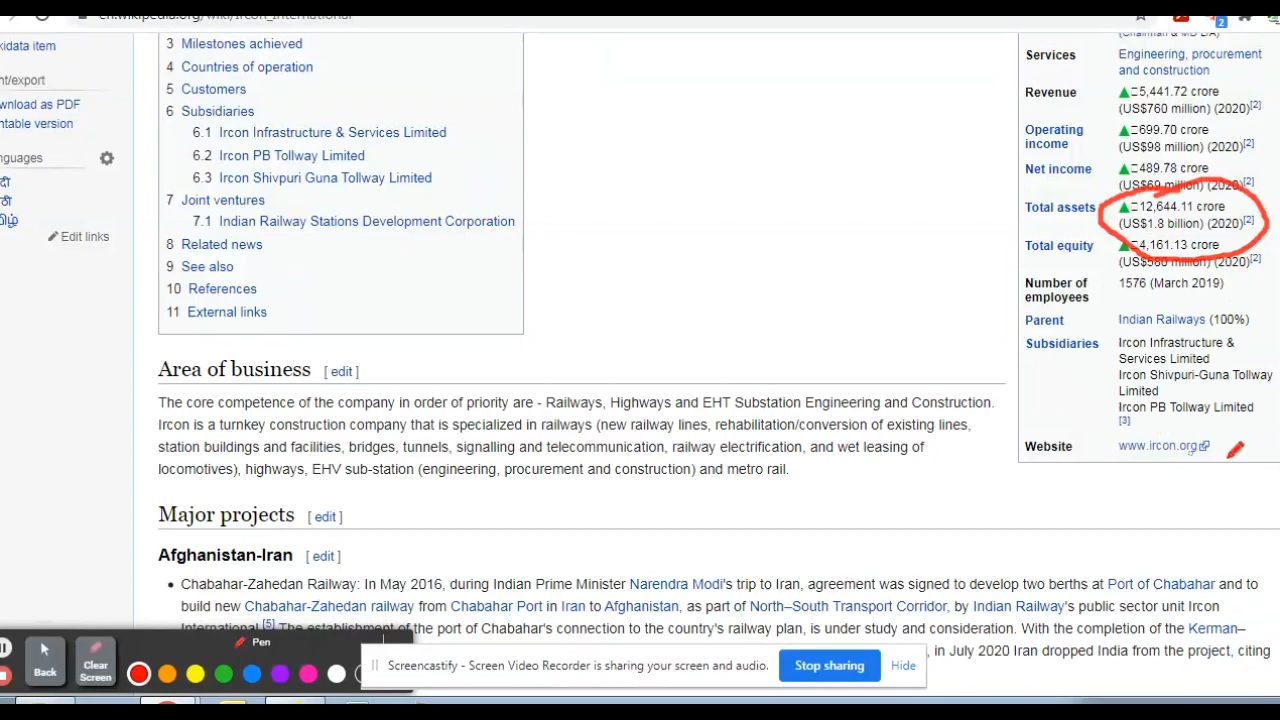 en.wikipedia.org/wiki/Ircon_International
2
kidata item
nt/export
wnload as PDF
ntable version
nguages
दी
ठी
Edit links
3 Milestones achieved
4 Countries of operation
5 Customers
6 Subsidiaries
6.1 Ircon Infrastructure & Services Limited
6.2 Ircon PB Tollway Limited
6.3 Ircon Shivpuri Guna Tollway Limited
7 Joint ventures
7.1 Indian Railway Stations Development Corporation
8 Related news
9 See also
10 References
11 External links
(Chairman & MD I/A)
Services Engineering, procurement
and construction
Revenue ▲ 5,441.72 crore
(US$760 million) (2020)[2]
Operating ▲ 699.70 crore
income (US$98 million) (2020)[2]
Net income ▲ 489.78 crore
(US$69 million) (2020)[2]
Total assets ▲ 12,644.11 crore
(US$1.8 billion) (2020)[2]
Total equity ▲ 4,161.13 crore
(US$580 million) (2020)[2]
Number of 1576 (March 2019)
employees
Parent Indian Railways (100%)
Subsidiaries Ircon Infrastructure &
Services Limited
Ircon Shivpuri-Guna Tollway
Limited
Ircon PB Tollway Limited
[3]
Website www.ircon.org
Area of business [ edit ]
The core competence of the company in order of priority are - Railways, Highways and EHT Substation Engineering and Construction.
Ircon is a turnkey construction company that is specialized in railways (new railway lines, rehabilitation/conversion of existing lines,
station buildings and facilities, bridges, tunnels, signalling and telecommunication, railway electrification, and wet leasing of
locomotives), highways, EHV sub-station (engineering, procurement and construction) and metro rail.
Major projects [ edit ]
Afghanistan-Iran [ edit ]
• Chabahar-Zahedan Railway: In May 2016, during Indian Prime Minister Narendra Modi's trip to Iran, agreement was signed to develop two berths at Port of Chabahar and to
build new Chabahar-Zahedan railway from Chabahar Port in Iran to Afghanistan, as part of North–South Transport Corridor, by Indian Railway's public sector unit Ircon
International.[5] The establishment of the port of Chabahar's connection to the country's railway plan, is under study and consideration. With the completion of the Kerman–
, in July 2020 Iran dropped India from the project, citing
Pen
Back
Clear
Screen
Screencastify - Screen Video Recorder is sharing your screen and audio.
Stop sharing
Hide